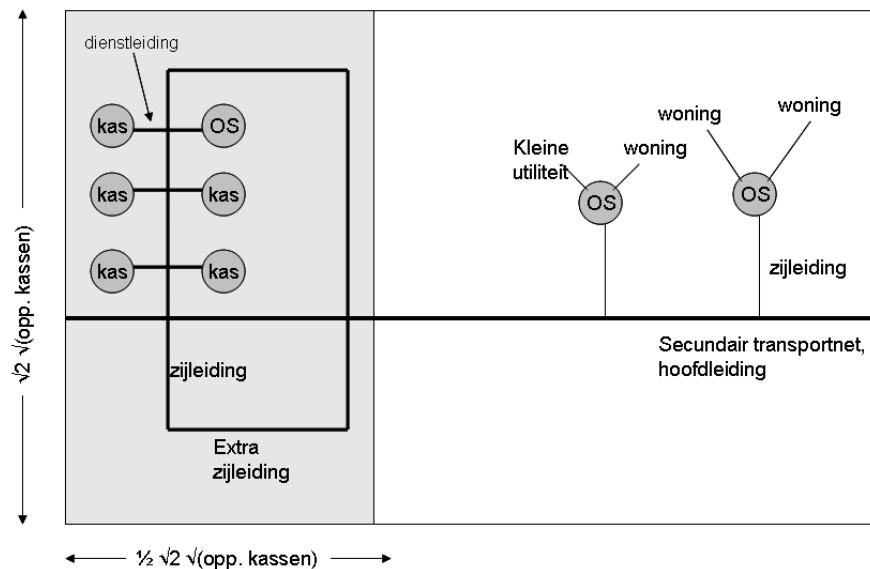 dienstleiding
kas
OS
kas
kas
kas
kas
zijleiding
Extra
zijleiding
Kleine
utiliteit
woning
OS
woning
woning
OS
zijleiding
Secundair transportnet,
hoofdleiding
√2 √(opp. kassen)
½ √2 √(opp. kassen)